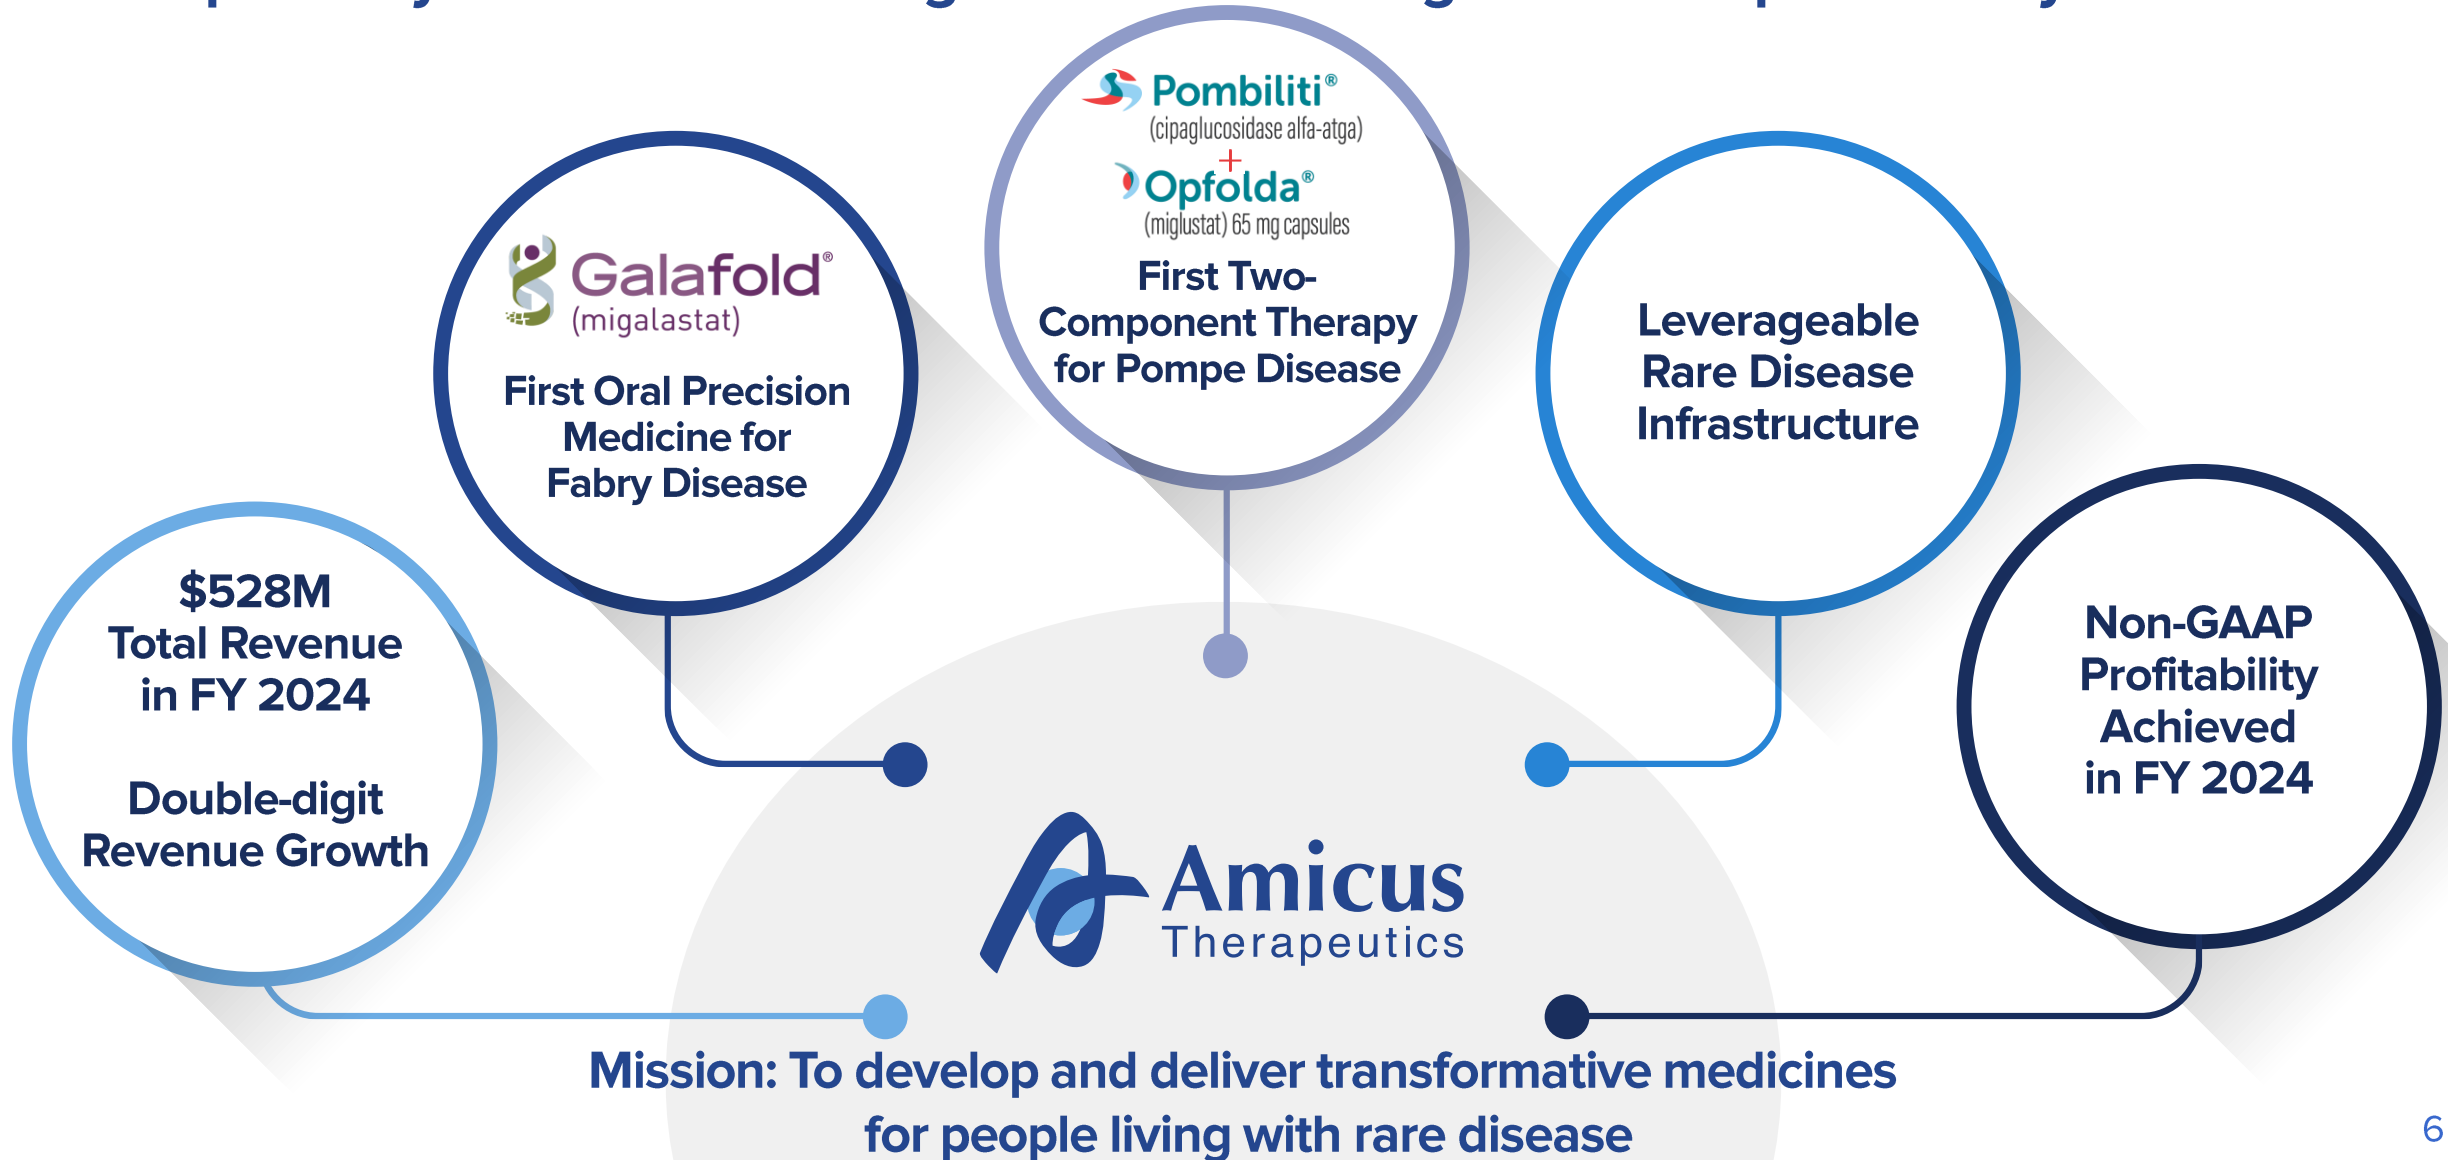 $528M
Total Revenue
in FY 2024
Double-digit
Revenue Growth
Galafold®
(migalastat)
First Oral Precision
Medicine for
Fabry Disease
Pombiliti®
(cipaglucosidase alfa-atga)
+
Opfolda®
(miglustat) 65 mg capsules
First Two-
Component Therapy
for Pompe Disease
Leverageable
Rare Disease
Infrastructure
Non-GAAP
Profitability
Achieved
in FY 2024
Amicus
Therapeutics
Mission: To develop and deliver transformative medicines
for people living with rare disease
6